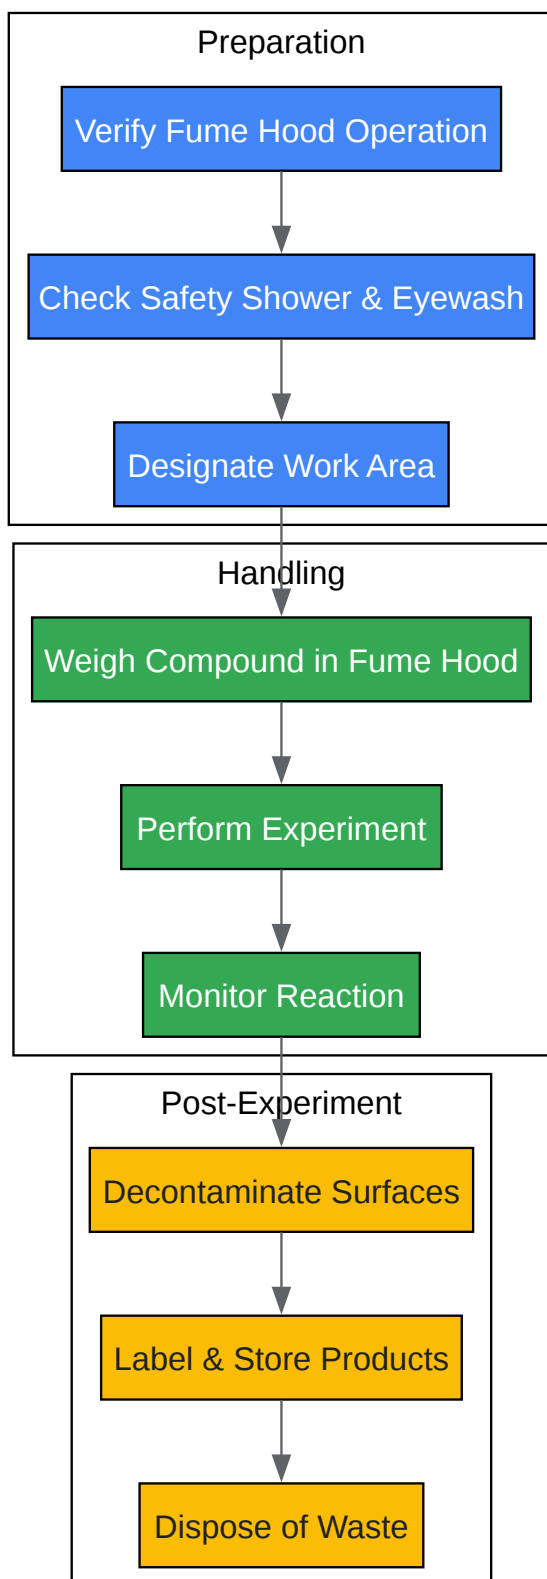 Preparation
Verify Fume Hood Operation
Check Safety Shower & Eyewash
Designate Work Area
Handling
Weigh Compound in Fume Hood
Perform Experiment
Monitor Reaction
Post-Experiment
Decontaminate Surfaces
Label & Store Products
Dispose of Waste